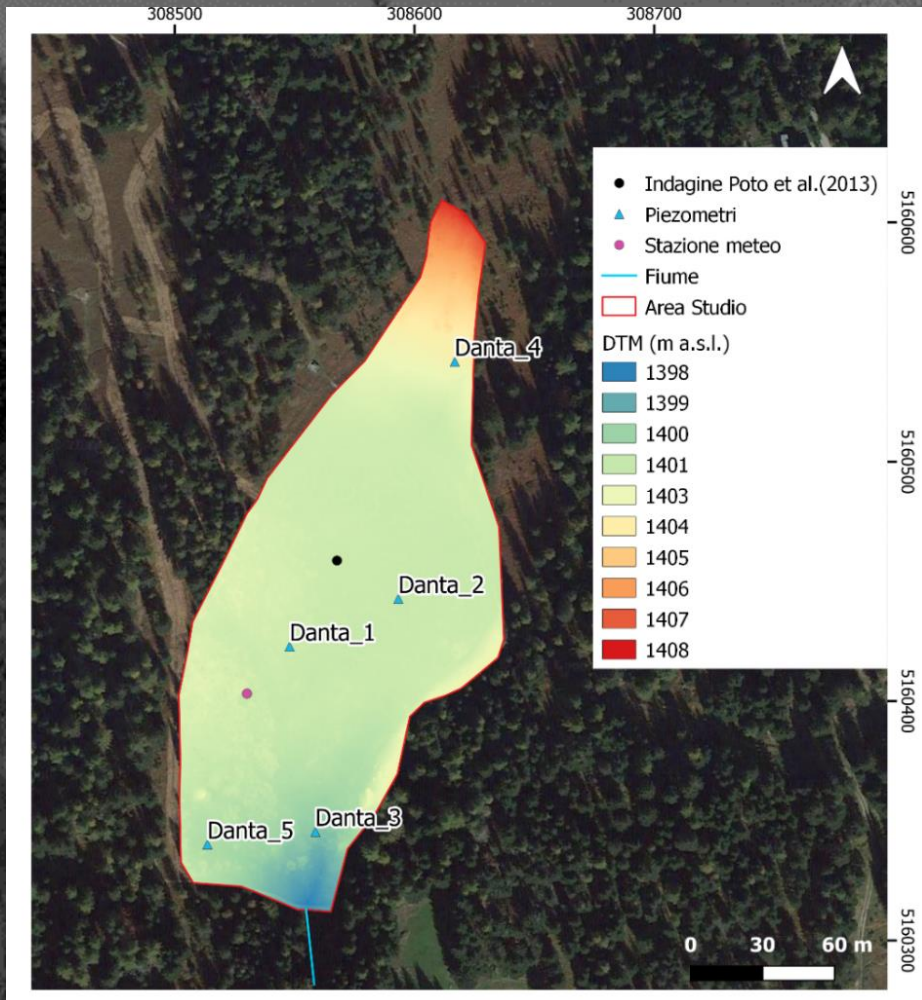 308500 308600 308700
Indagine Poto et al.(2013)
Piezometri
Stazione meteo
Fiume
Area Studio
DTM (m a.s.l.)
1398
1399
1400
1401
1403
1404
1405
1406
1407
1408
5160600
5160500
5160400
5160300
Danta_4
Danta_2
Danta_1
Danta_3
Danta_5
0 30 60 m